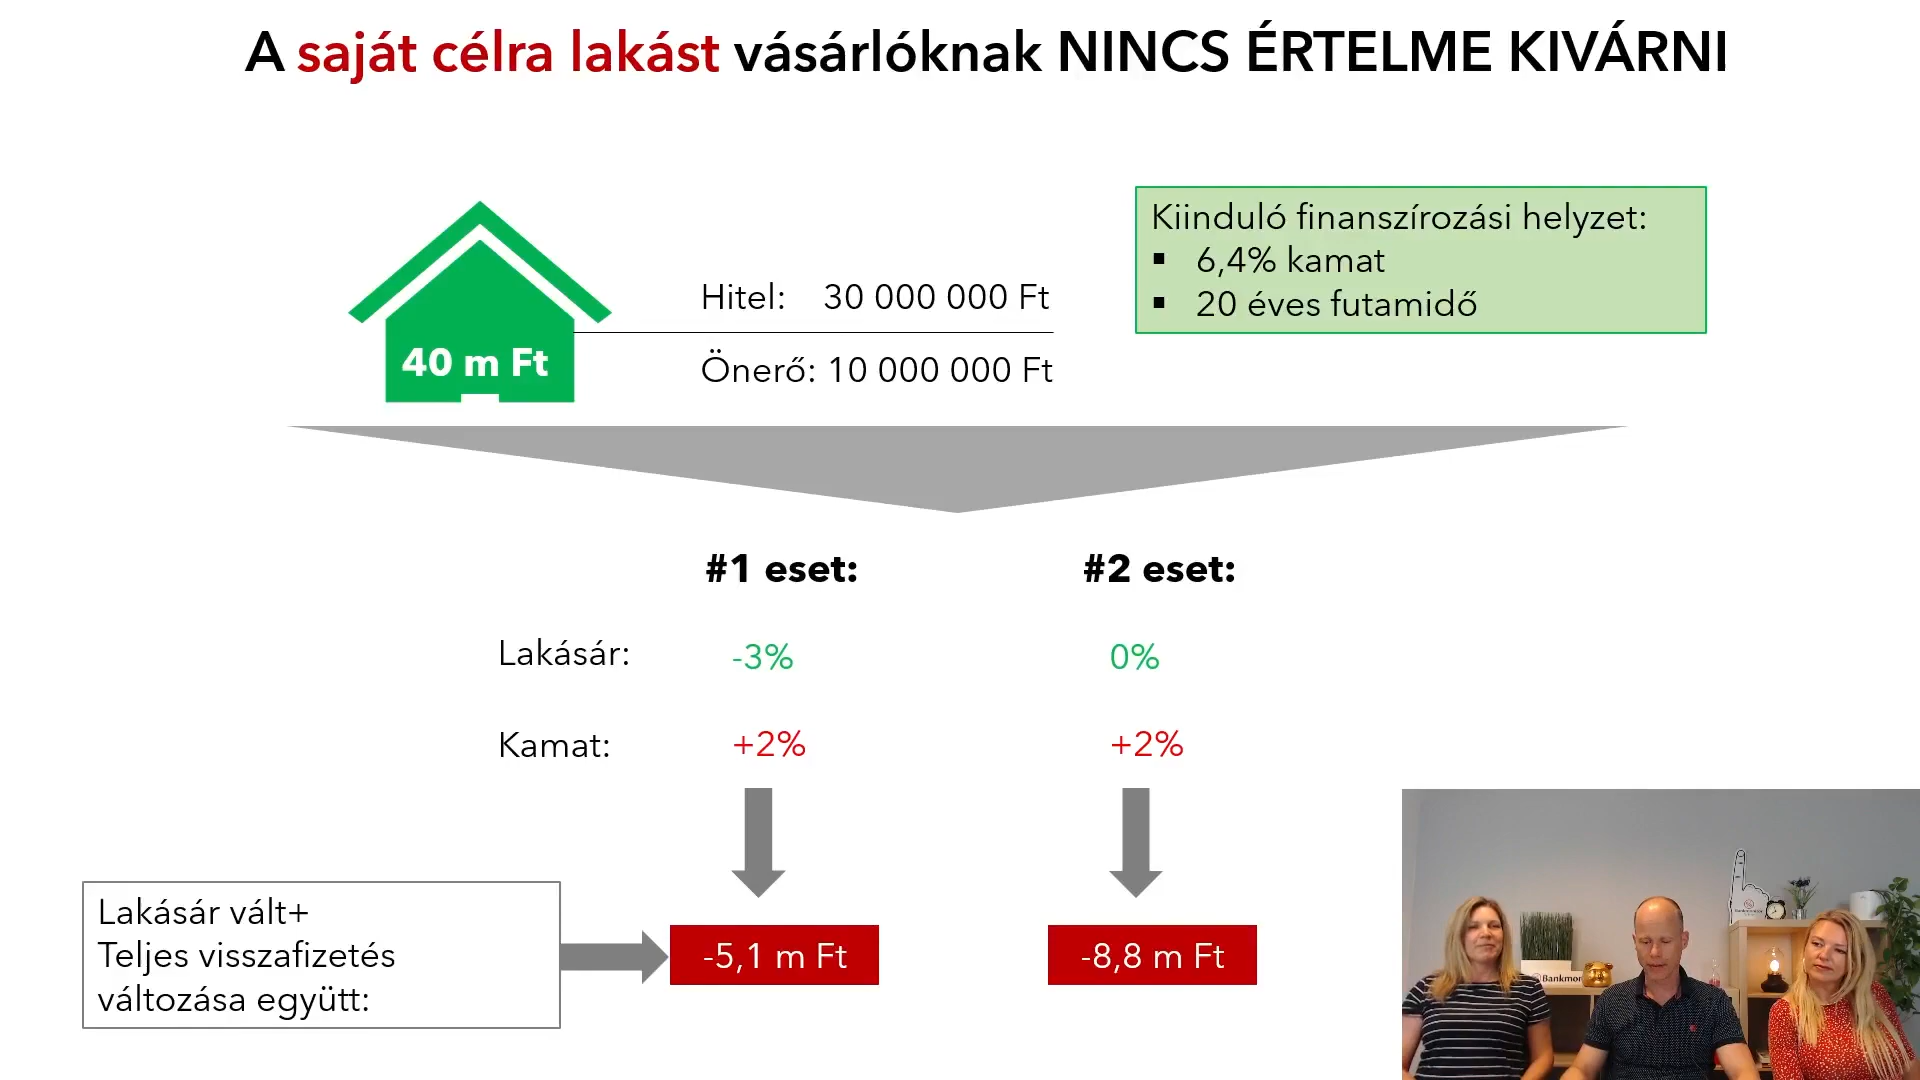 A saját célra lakást vásárlóknak NINCS ÉRTELME KIVÁRNI
Kiinduló finanszírozási helyzet:
▪ 6,4% kamat
▪ 20 éves futamidő
Hitel: 30 000 000 Ft
40 m Ft
Önerő: 10 000 000 Ft
#1 eset: #2 eset:
Lakásár: -3% 0%
Kamat: +2% +2%
Lakásár vált+
Teljes visszafizetés
változása együtt:
-5,1 m Ft -8,8 m Ft
Bankmon